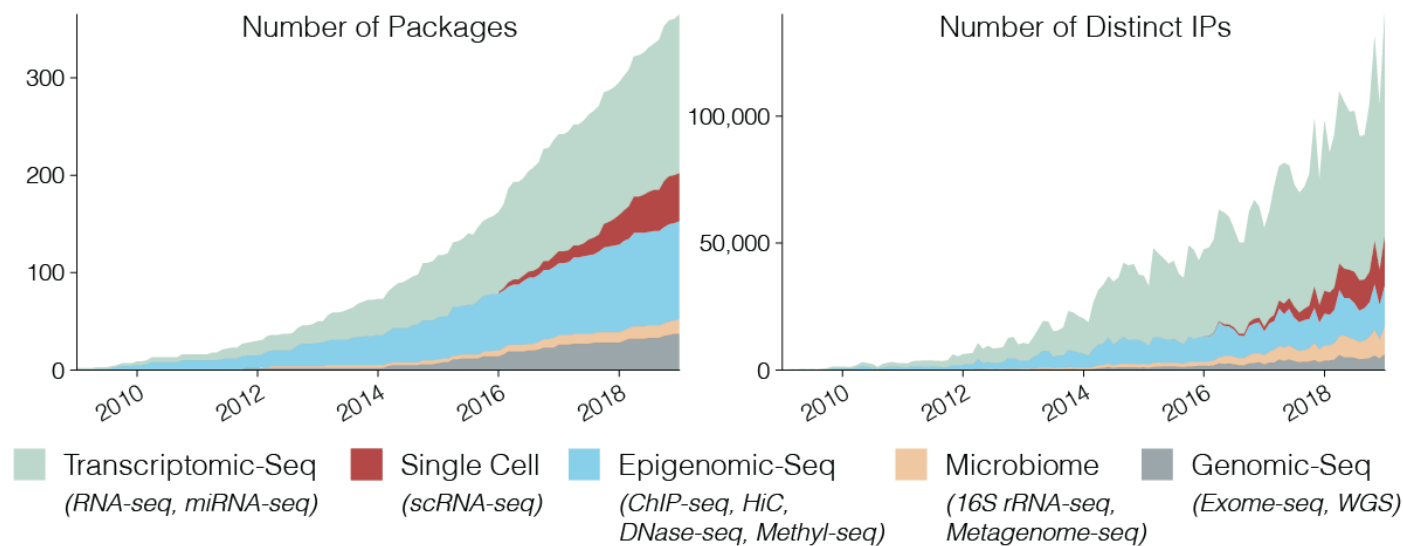 Number of Packages
300
200
100
0
2010
2012
2014
2016
2018
Number of Distinct IPs
100,000
50,000
0
2010
2012
2014
2016
2018
Transcriptomic-Seq
(RNA-seq, miRNA-seq)
Single Cell
(scRNA-seq)
Epigenomic-Seq
(ChIP-seq, HiC,
DNase-seq, Methyl-seq)
Microbiome
(16S rRNA-seq,
Metagenome-seq)
Genomic-Seq
(Exome-seq, WGS)